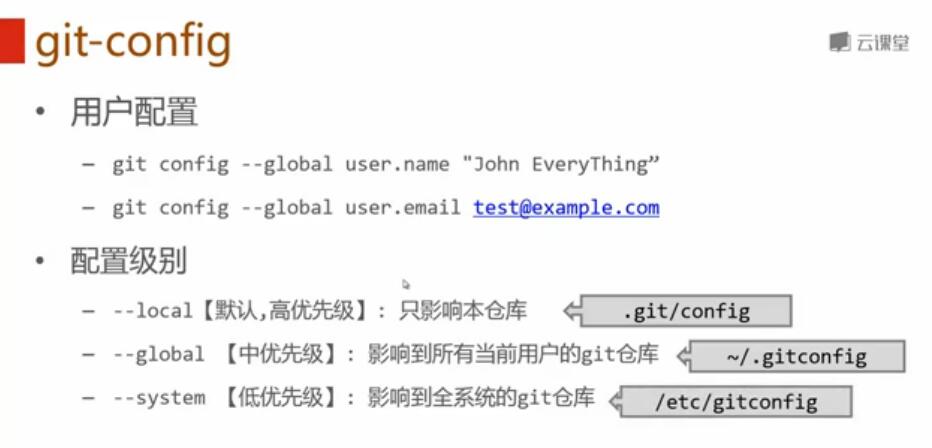 git-config
云课堂
• 用户配置
– git config --global user.name "John EveryThing”
– git config --global user.email test@example.com
• 配置级别
– --local【默认,高优先级】: 只影响本仓库 .git/config
– --global 【中优先级】: 影响到所有当前用户的git仓库 ~/.gitconfig
– --system 【低优先级】: 影响到全系统的git仓库 /etc/gitconfig